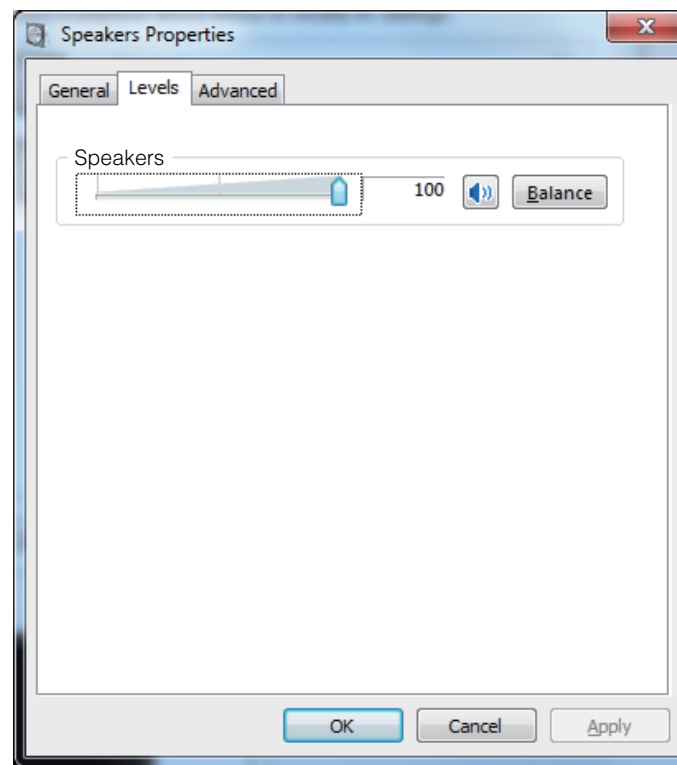 Speakers Properties
General Levels Advanced
Speakers
100 Balance
OK Cancel Apply